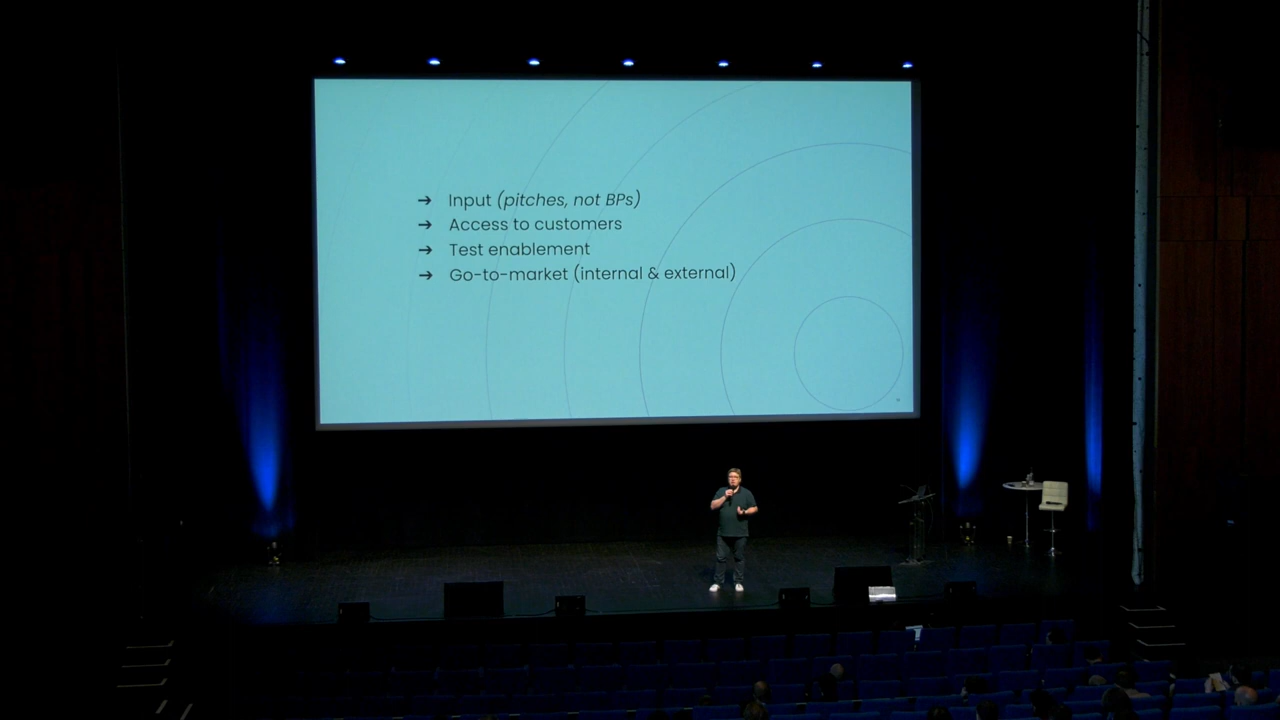 ➔ Input (pitches, not BPs)
➔ Access to customers
➔ Test enablement
➔ Go-to-market (internal & external)